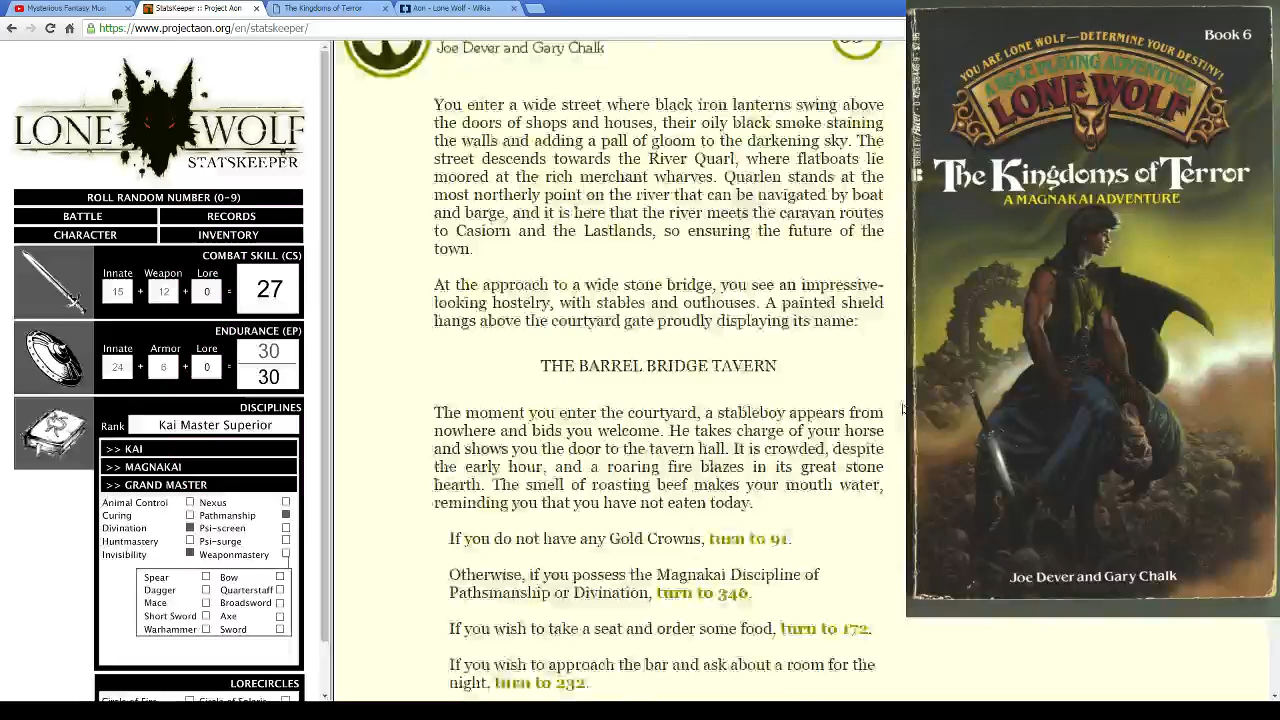 Mysterious Fantasy Mus
StatsKeeper :: Project Aon
The Kingdoms of Terror
Aon - Lone Wolf - Wikia
https://www.projectaon.org/en/statskeeper/
LONE WOLF
STATSKEEPER
ROLL RANDOM NUMBER (0-9)
BATTLE
RECORDS
CHARACTER
INVENTORY
COMBAT SKILL (CS)
Innate Weapon Lore
15 + 12 + 0 = 27
ENDURANCE (EP)
Innate Armor Lore
30
24 + 6 + 0 = 30
DISCIPLINES
Rank Kai Master Superior
>> KAI
>> MAGNAKAI
>> GRAND MASTER
Animal Control Nexus
Curing Pathmanship
Divination Psi-screen
Huntmastery Psi-surge
Invisibility Weaponmastery
Spear Bow
Dagger Quarterstaff
Mace Broadsword
Short Sword Axe
Warhammer Sword
LORECIRCLES
Joe Dever and Gary Chalk
You enter a wide street where black iron lanterns swing above
the doors of shops and houses, their oily black smoke staining
the walls and adding a pall of gloom to the darkening sky. The
street descends towards the River Quarl, where flatboats lie
moored at the rich merchant wharves. Quarlen stands at the
most northerly point on the river that can be navigated by boat
and barge, and it is here that the river meets the caravan routes
to Casiorn and the Lastlands, so ensuring the future of the
town.
At the approach to a wide stone bridge, you see an impressive-
looking hostelry, with stables and outhouses. A painted shield
hangs above the courtyard gate proudly displaying its name:
THE BARREL BRIDGE TAVERN
The moment you enter the courtyard, a stableboy appears from
nowhere and bids you welcome. He takes charge of your horse
and shows you the door to the tavern hall. It is crowded, despite
the early hour, and a roaring fire blazes in its great stone
hearth. The smell of roasting beef makes your mouth water,
reminding you that you have not eaten today.
If you do not have any Gold Crowns, turn to 91.
Otherwise, if you possess the Magnakai Discipline of
Pathsmanship or Divination, turn to 346.
If you wish to take a seat and order some food, turn to 172.
If you wish to approach the bar and ask about a room for the
night, turn to 232.
Book 6
YOU ARE LONE WOLF—DETERMINE YOUR DESTINY!
A ROLE PLAYING ADVENTURE
LONE WOLF
The Kingdoms of Terror
A MAGNAKAI ADVENTURE
Joe Dever and Gary Chalk